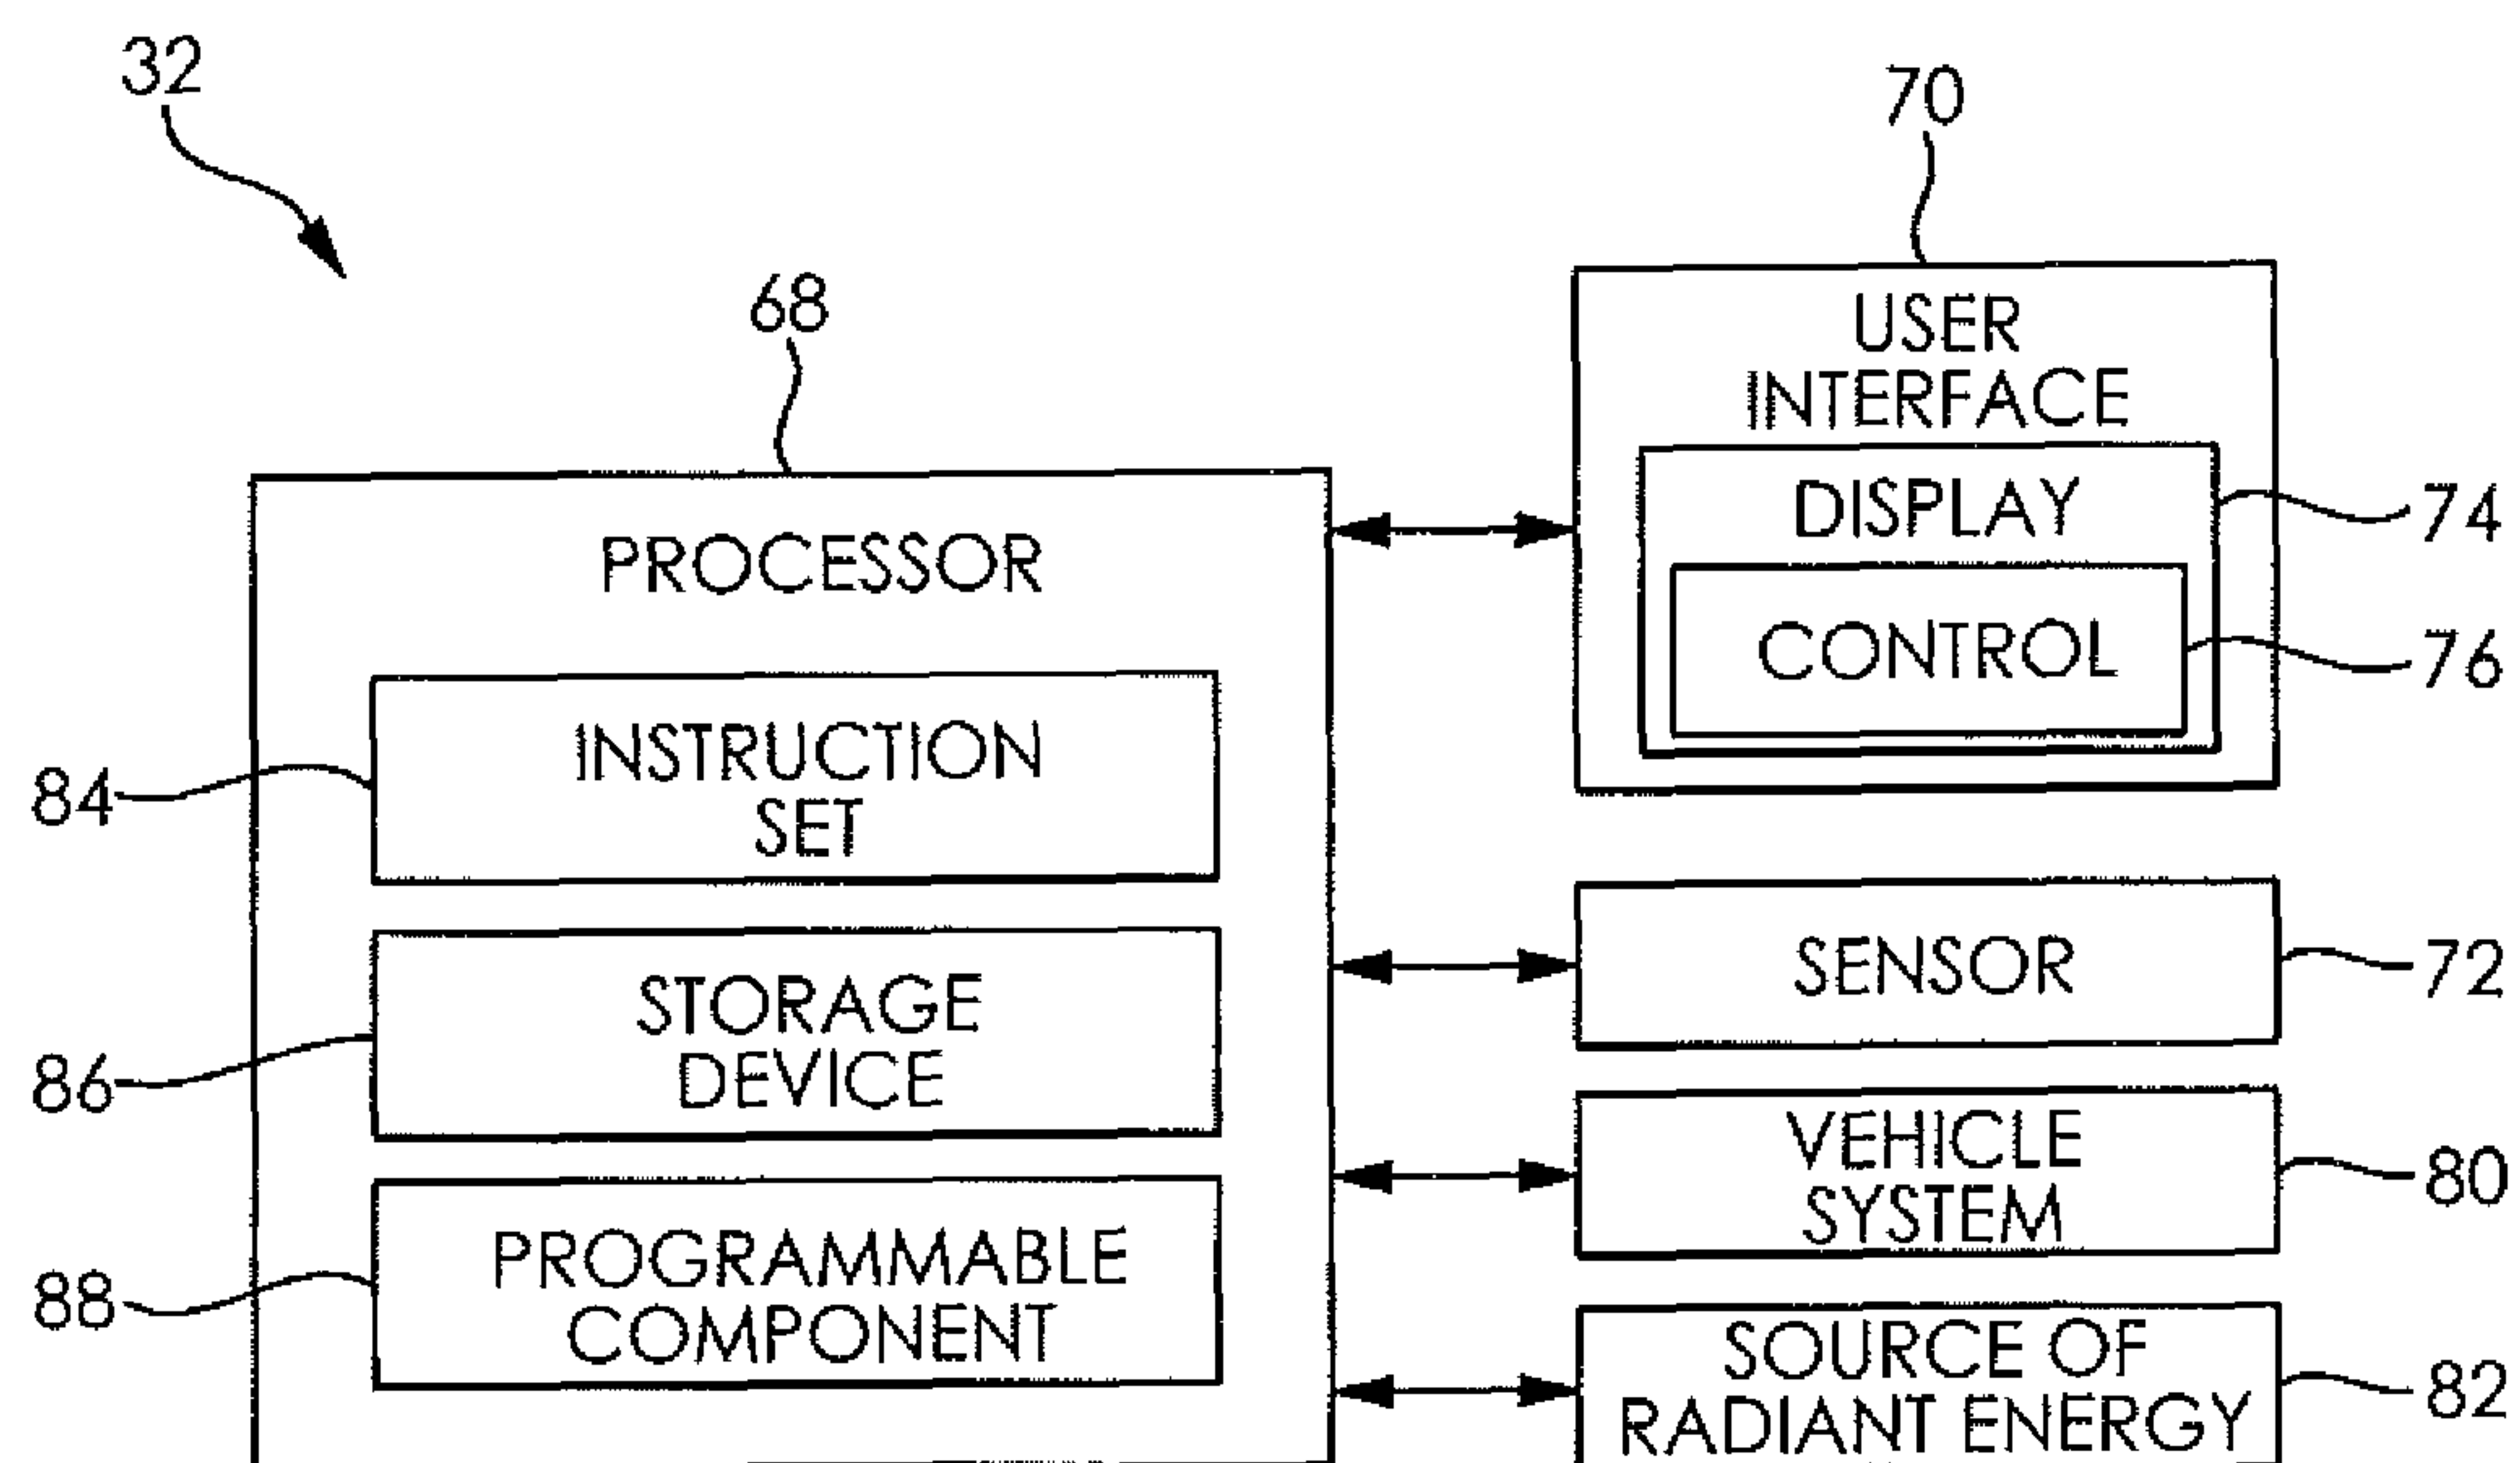 32
70
68
USER
INTERFACE
DISPLAY
74
PROCESSOR
CONTROL
76
INSTRUCTION
SET
84
SENSOR
72
STORAGE
DEVICE
86
VEHICLE
SYSTEM
80
PROGRAMMABLE
COMPONENT
88
SOURCE OF
RADIANT ENERGY
82